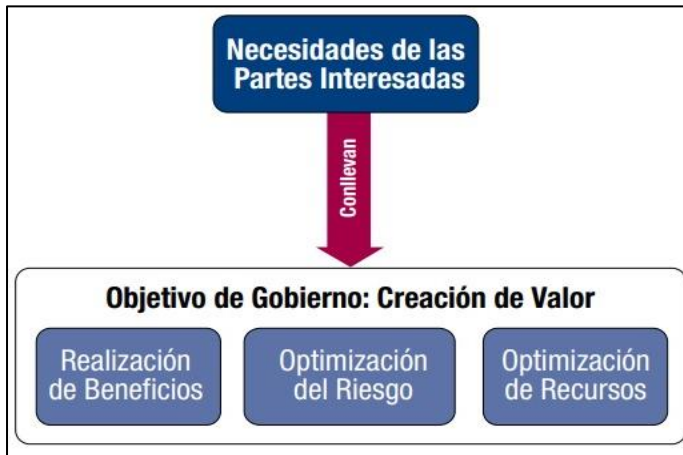 Necesidades de las
Partes Interesadas
Conllevan
Objetivo de Gobierno: Creación de Valor
Realización
de Beneficios
Optimización
del Riesgo
Optimización
de Recursos